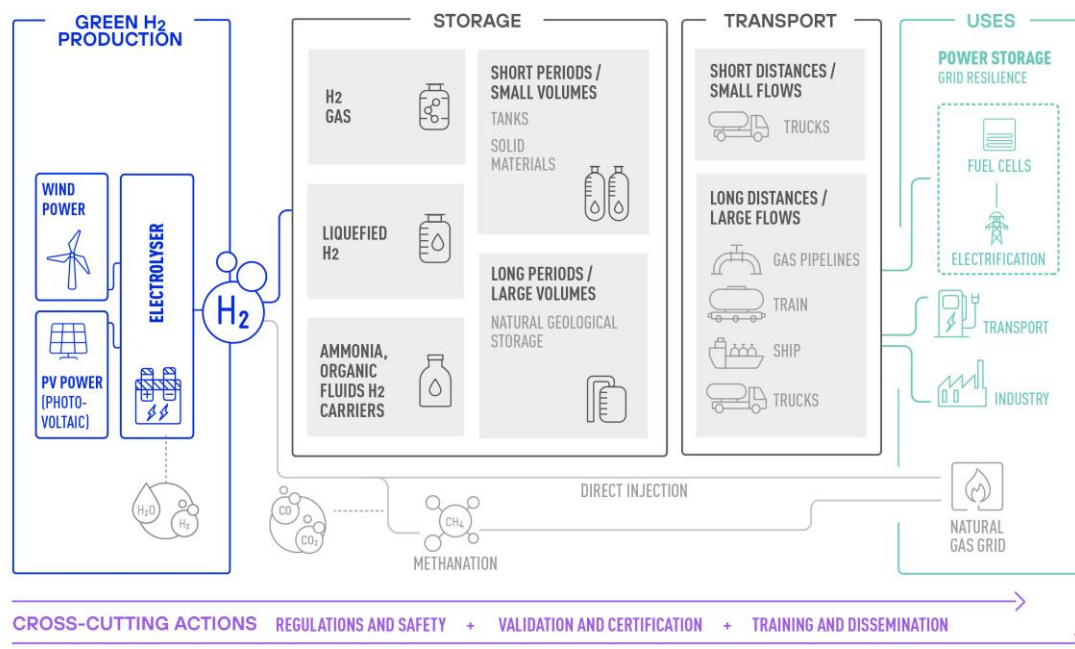 GREEN H₂
PRODUCTION
WIND
POWER
PV POWER
(PHOTO-
VOLTAIC)
ELECTROLYSER
H₂O
H₂
H₂
STORAGE
H2
GAS
LIQUEFIED
H₂
AMMONIA,
ORGANIC
FLUIDS H2
CARRIERS
SHORT PERIODS /
SMALL VOLUMES
TANKS
SOLID
MATERIALS
LONG PERIODS /
LARGE VOLUMES
NATURAL GEOLOGICAL
STORAGE
TRANSPORT
SHORT DISTANCES /
SMALL FLOWS
TRUCKS
LONG DISTANCES /
LARGE FLOWS
GAS PIPELINES
TRAIN
SHIP
TRUCKS
USES
POWER STORAGE
GRID RESILIENCE
FUEL CELLS
ELECTRIFICATION
TRANSPORT
INDUSTRY
DIRECT INJECTION
CO
CO₂
CH₄
METHANATION
NATURAL
GAS GRID
CROSS-CUTTING ACTIONS REGULATIONS AND SAFETY + VALIDATION AND CERTIFICATION + TRAINING AND DISSEMINATION